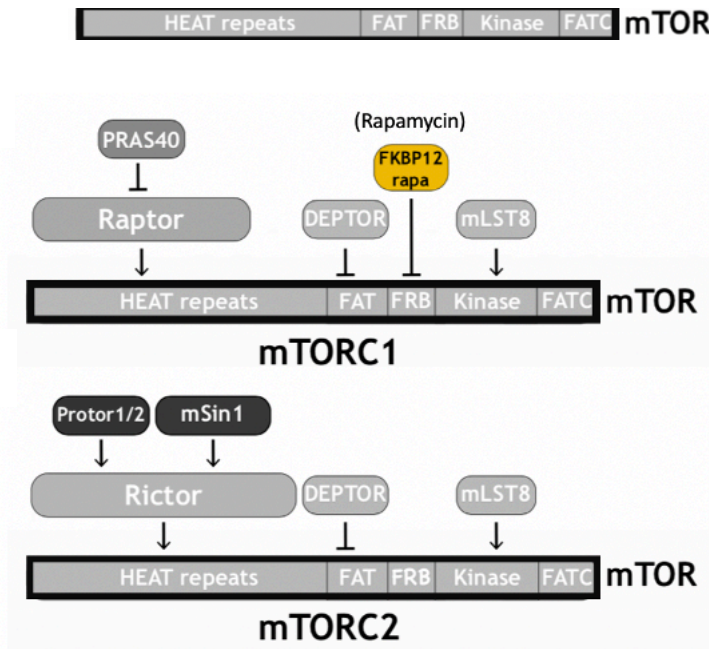 HEAT repeats FAT FRB Kinase FATC mTOR
(Rapamycin)
PRAS40
FKBP12
rapa
Raptor DEPTOR mLST8
HEAT repeats FAT FRB Kinase FATC mTOR
mTORC1
Protor1/2 mSin1
Rictor DEPTOR mLST8
HEAT repeats FAT FRB Kinase FATC mTOR
mTORC2